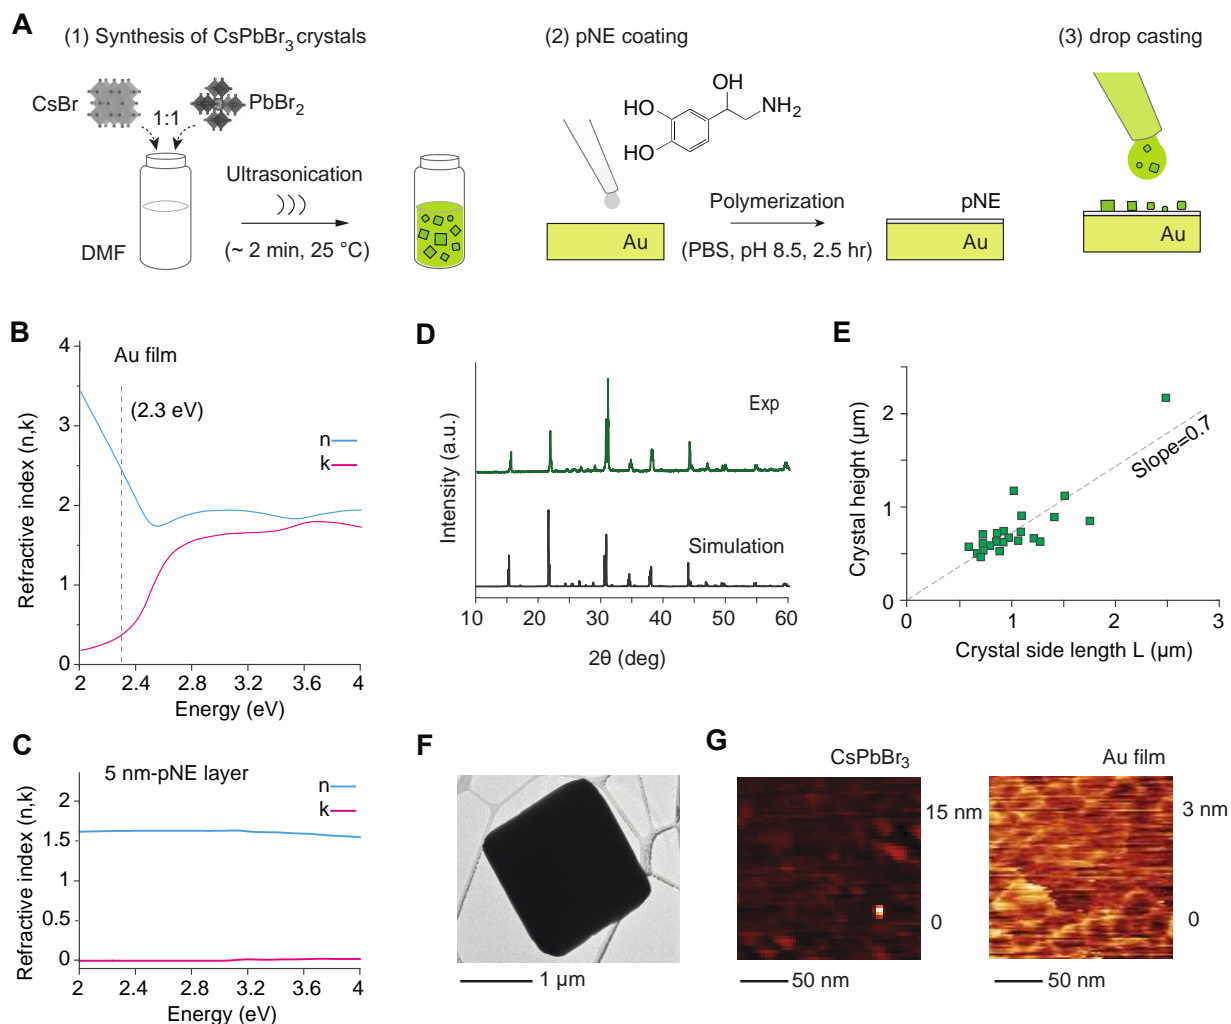 A
(1) Synthesis of CsPbBr3 crystals
(2) pNE coating
(3) drop casting
CsBr
1:1
PbBr2
DMF
Ultrasonication
(~ 2 min, 25 °C)
OH
HO
NH2
HO
Au
Polymerization
(PBS, pH 8.5, 2.5 hr)
pNE
Au
Au
B
Refractive index (n,k)
4
3
2
1
0
Au film
(2.3 eV)
n
k
2
2.4
2.8
3.2
3.6
4
Energy (eV)
C
Refractive index (n,k)
2
1.5
1
0.5
0
5 nm-pNE layer
n
k
2
2.4
2.8
3.2
3.6
4
Energy (eV)
D
Intensity (a.u.)
Exp
Simulation
10
20
30
40
50
60
2θ (deg)
E
Crystal height (µm)
2
1
0
Slope=0.7
0
1
2
3
Crystal side length L (µm)
F
1 µm
G
CsPbBr3
15 nm
0
50 nm
Au film
3 nm
0
50 nm